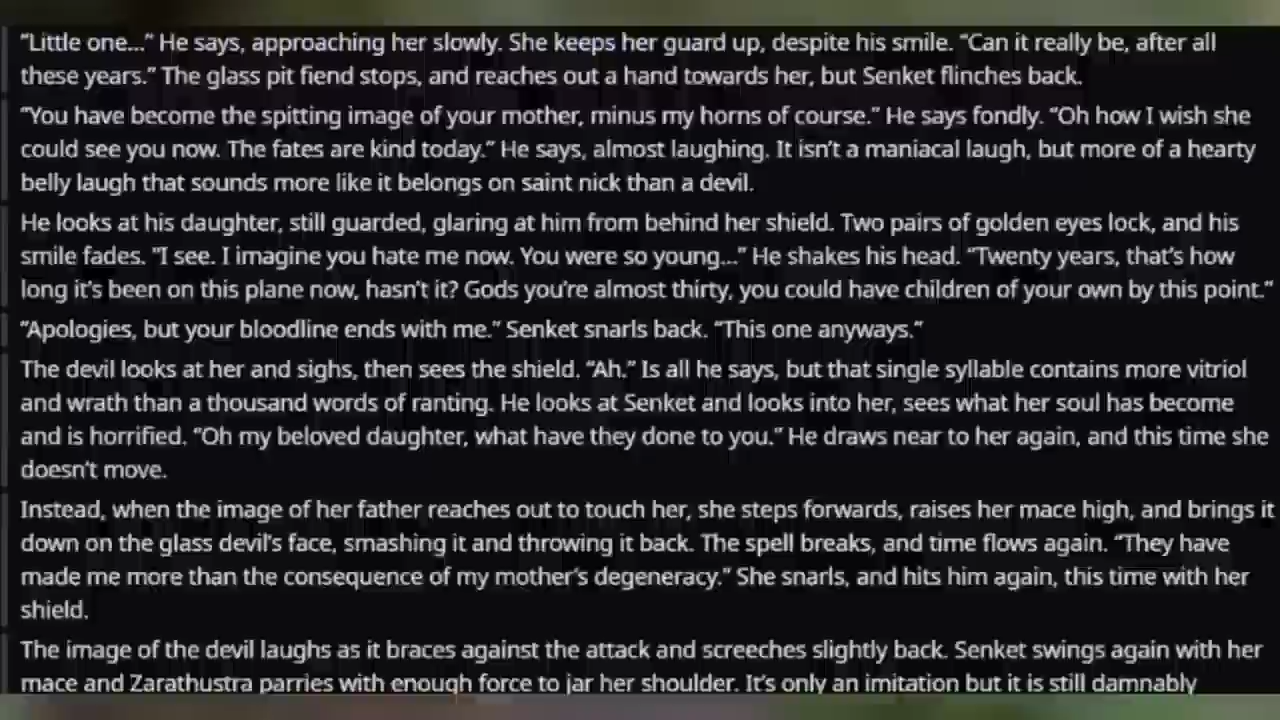 “Little one...” He says, approaching her slowly. She keeps her guard up, despite his smile. “Can it really be, after all
these years.” The glass pit fiend stops, and reaches out a hand towards her, but Senket flinches back.
“You have become the spitting image of your mother, minus my horns of course.” He says fondly. “Oh how I wish she
could see you now. The fates are kind today.” He says, almost laughing. It isn’t a maniacal laugh, but more of a hearty
belly laugh that sounds more like it belongs on saint nick than a devil.
He looks at his daughter, still guarded, glaring at him from behind her shield. Two pairs of golden eyes lock, and his
smile fades. “I see. I imagine you hate me now. You were so young...” He shakes his head. “Twenty years, that’s how
long it’s been on this plane now, hasn’t it? Gods you’re almost thirty, you could have children of your own by this point.”
“Apologies, but your bloodline ends with me.” Senket snarls back. “This one anyways.”
The devil looks at her and sighs, then sees the shield. “Ah.” Is all he says, but that single syllable contains more vitriol
and wrath than a thousand words of ranting. He looks at Senket and looks into her, sees what her soul has become
and is horrified. “Oh my beloved daughter, what have they done to you.” He draws near to her again, and this time she
doesn’t move.
Instead, when the image of her father reaches out to touch her, she steps forwards, raises her mace high, and brings it
down on the glass devil’s face, smashing it and throwing it back. The spell breaks, and time flows again. “They have
made me more than the consequence of my mother’s degeneracy.” She snarls, and hits him again, this time with her
shield.
The image of the devil laughs as it braces against the attack and screeches slightly back. Senket swings again with her
mace and Zarathustra parries with enough force to jar her shoulder. It’s only an imitation but it is still damnably